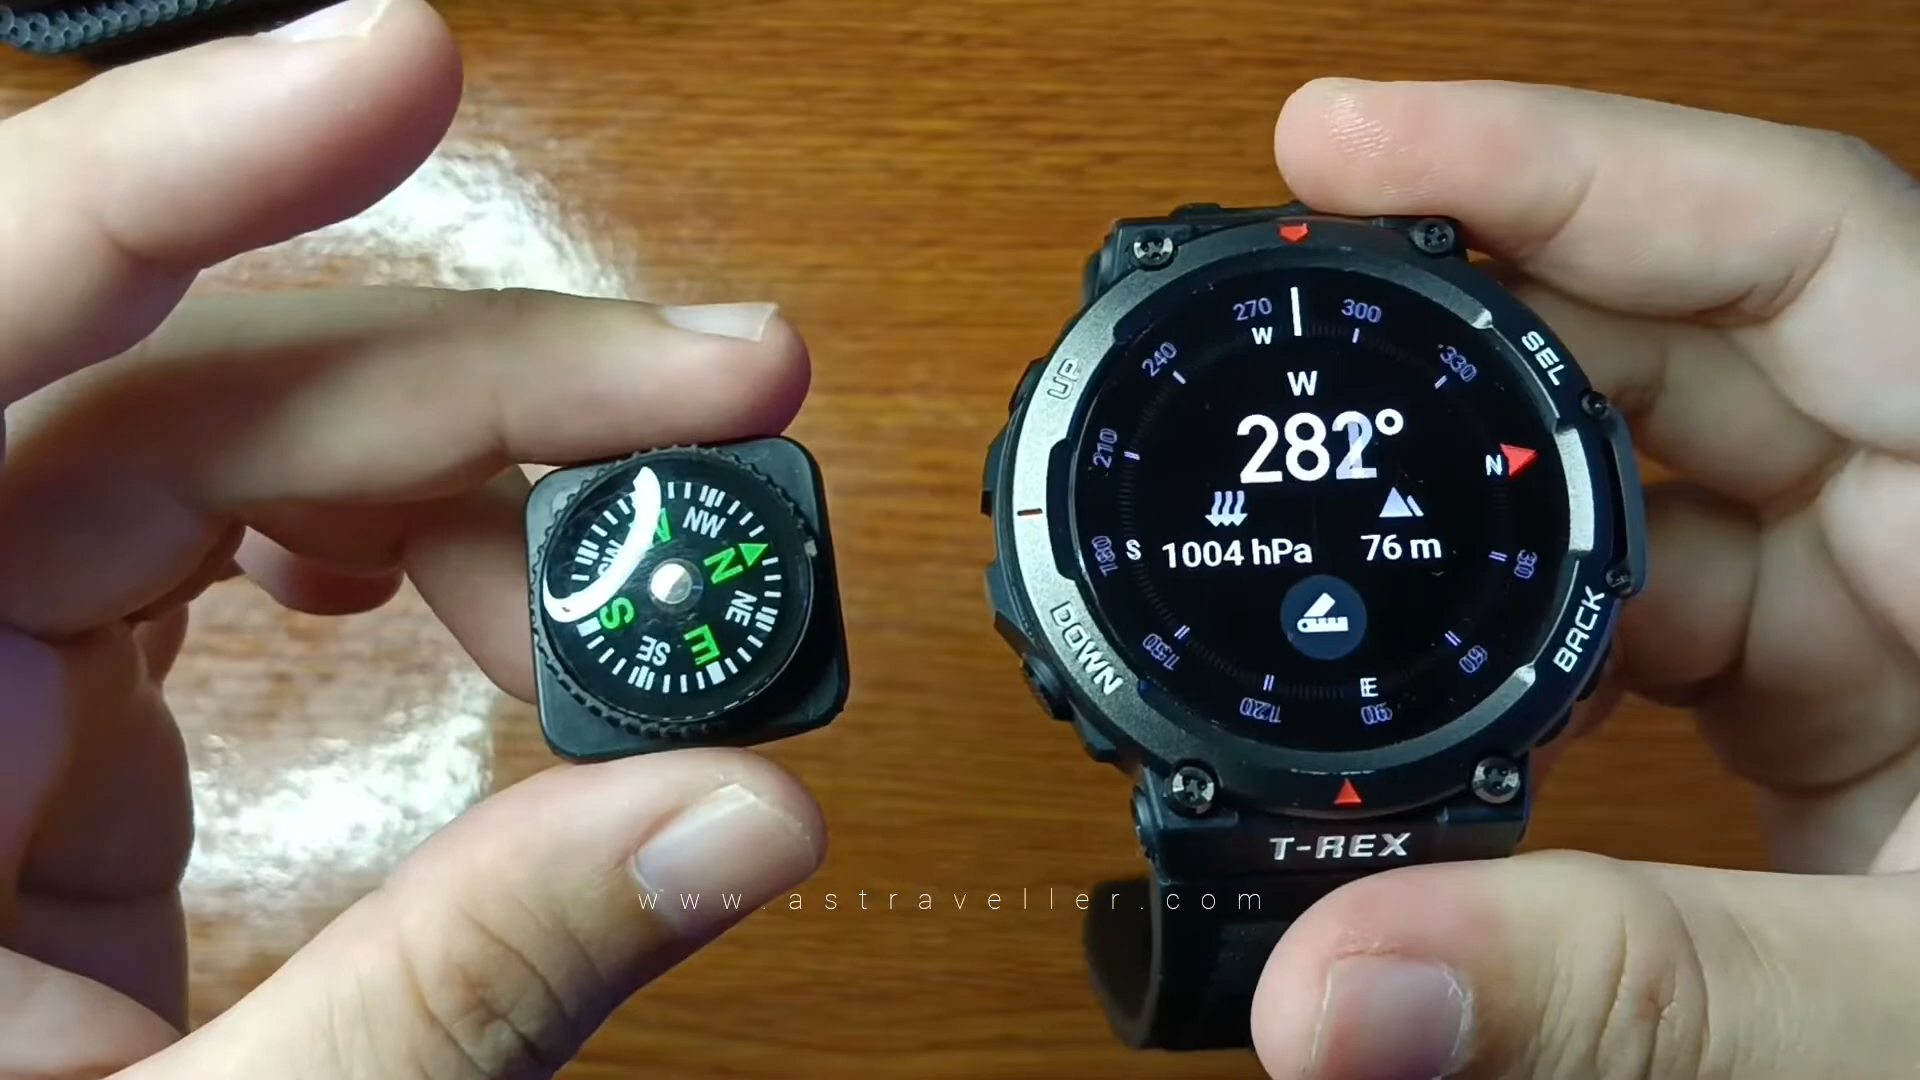 NW
N
NE
E
SE
S
UP
SEL
DOWN
BACK
270
300
W
240
330
W
282°
210
N
180
S
1004 hPa
76 m
30
150
60
E
120
90
T-REX
www.astraveller.com